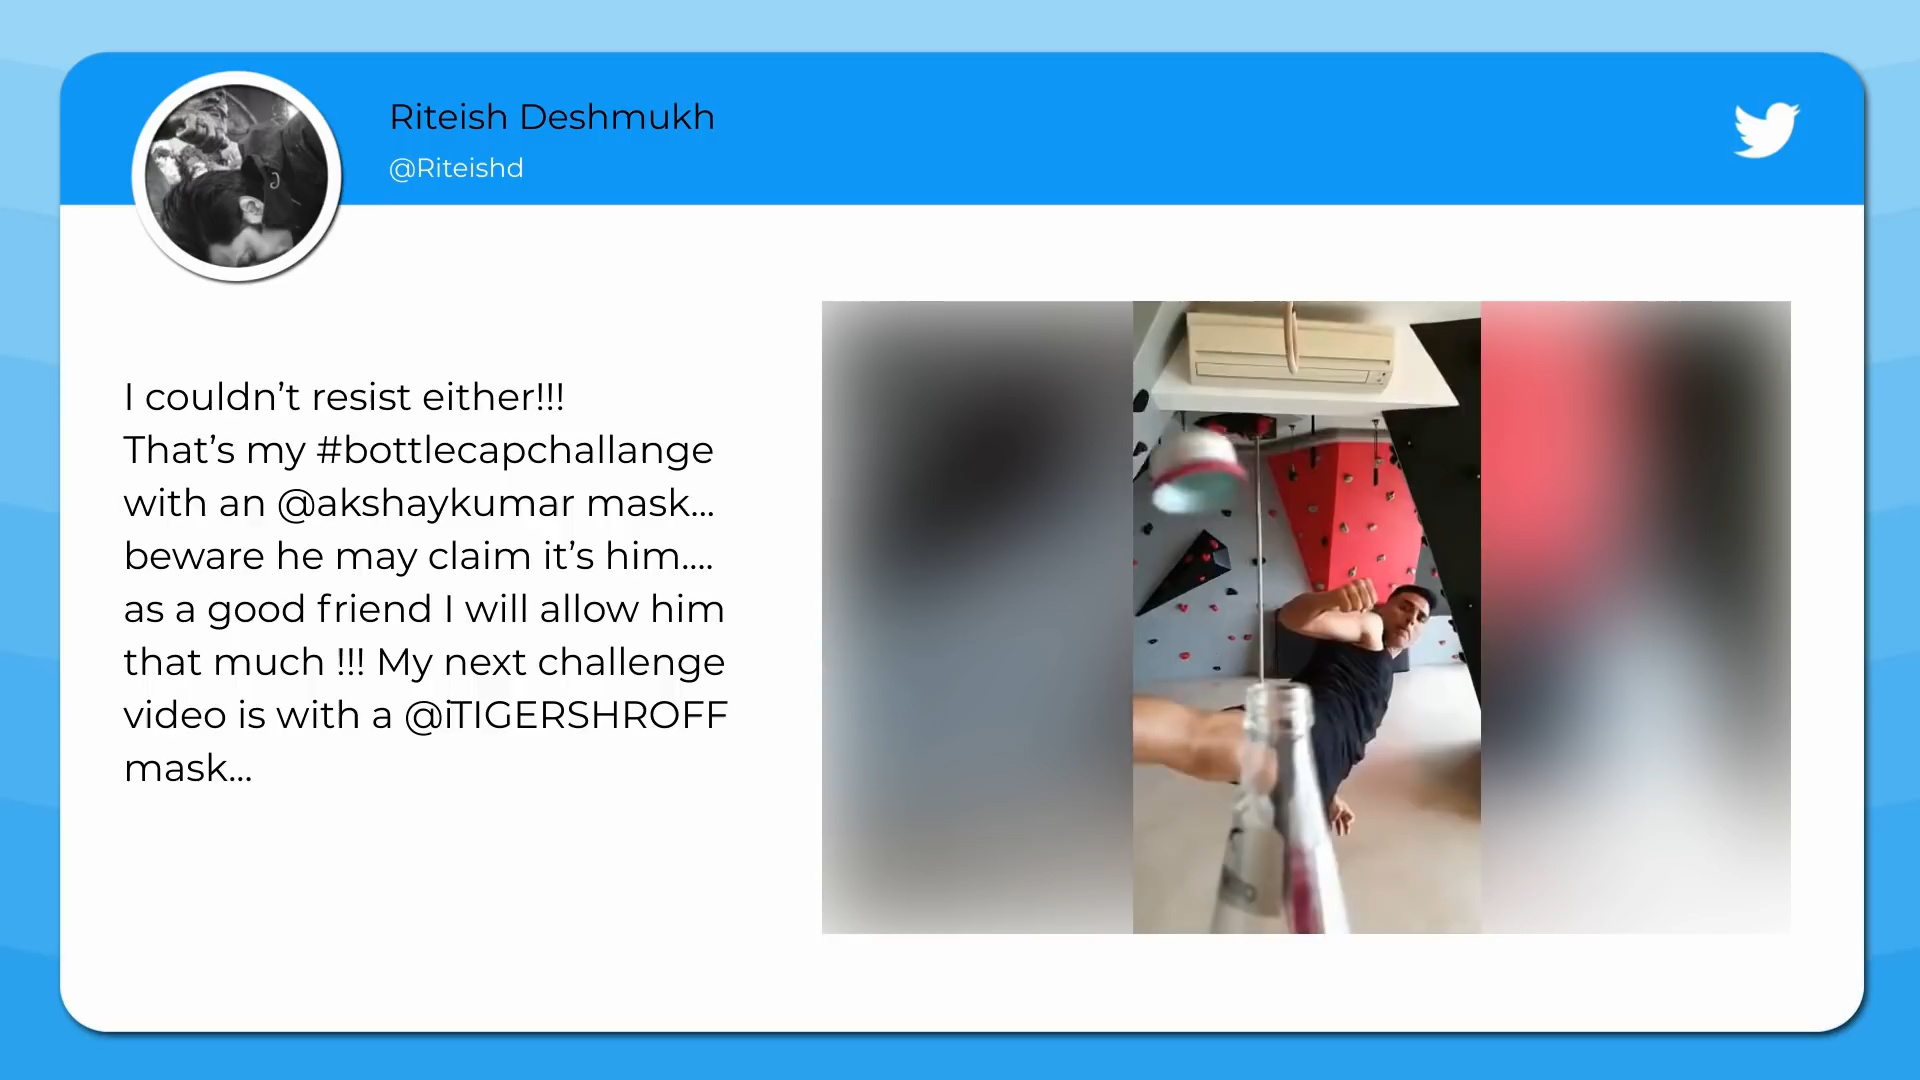 Riteish Deshmukh
@Riteishd
I couldn’t resist either!!!
That’s my #bottlecapchallange
with an @akshaykumar mask...
beware he may claim it’s him....
as a good friend I will allow him
that much !!! My next challenge
video is with a @iTIGERSHROFF
mask...